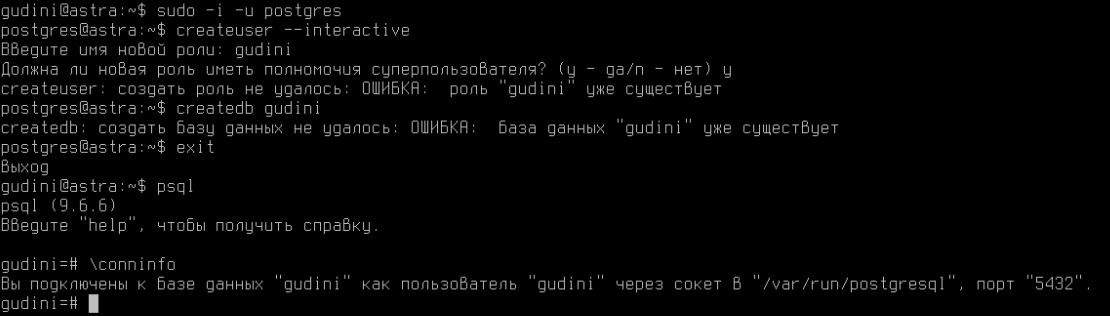 gudini@astra:~$ sudo -i -u postgres
postgres@astra:~$ createuser --interactive
Введите имя новой роли: gudini
Должна ли новая роль иметь полномочия суперпользователя? (y - да/n - нет) y
createuser: создать роль не удалось: ОШИБКА:  роль "gudini" уже существует
postgres@astra:~$ createdb gudini
createdb: создать базу данных не удалось: ОШИБКА:  база данных "gudini" уже существует
postgres@astra:~$ exit
выход
gudini@astra:~$ psql
psql (9.6.6)
Введите "help", чтобы получить справку.

gudini=# \conninfo
Вы подключены к базе данных "gudini" как пользователь "gudini" через сокет в "/var/run/postgresql", порт "5432".
gudini=#